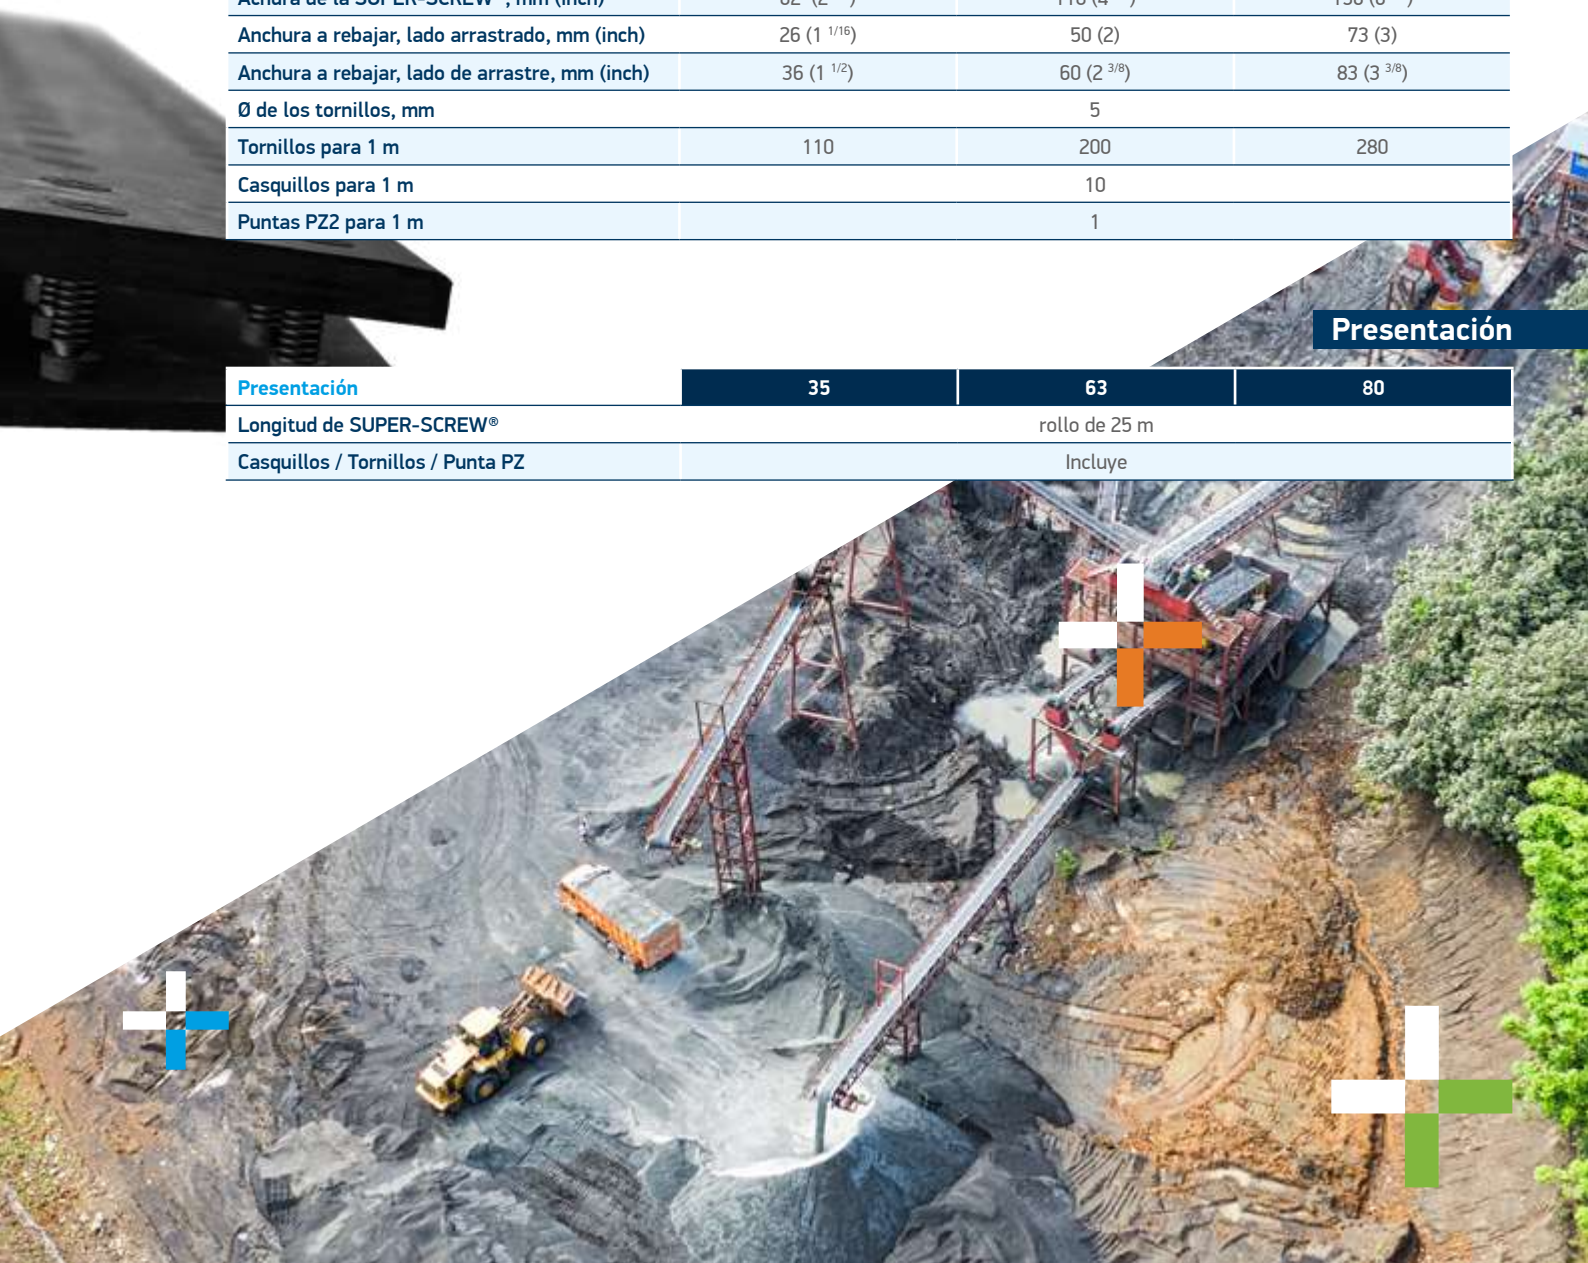 Anchura a rebajar, lado arrastrado, mm (inch) 26 (1 1/16) 50 (2) 73 (3)
Anchura a rebajar, lado de arrastre, mm (inch) 36 (1 1/2) 60 (2 3/8) 83 (3 3/8)
Ø de los tornillos, mm 5
Tornillos para 1 m 110 200 280
Casquillos para 1 m 10
Puntas PZ2 para 1 m 1
Presentación
Presentación 35 63 80
Longitud de SUPER-SCREW® rollo de 25 m
Casquillos / Tornillos / Punta PZ Incluye